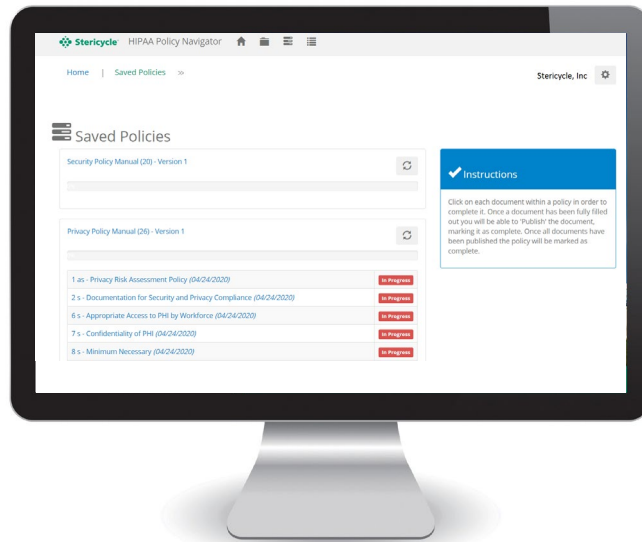 Stericycle HIPAA Policy Navigator
Home | Saved Policies »
Stericycle, Inc
Saved Policies
Security Policy Manual (20) - Version 1
Privacy Policy Manual (26) - Version 1
1 as - Privacy Risk Assessment Policy (04/24/2020) In Progress
2 s - Documentation for Security and Privacy Compliance (04/24/2020) In Progress
6 s - Appropriate Access to PHI by Workforce (04/24/2020) In Progress
7 s - Confidentiality of PHI (04/24/2020) In Progress
8 s - Minimum Necessary (04/24/2020) In Progress
Instructions
Click on each document within a policy in order to
complete it. Once a document has been fully filled
out you will be able to 'Publish' the document,
marking it as complete. Once all documents have
been published the policy will be marked as
complete.